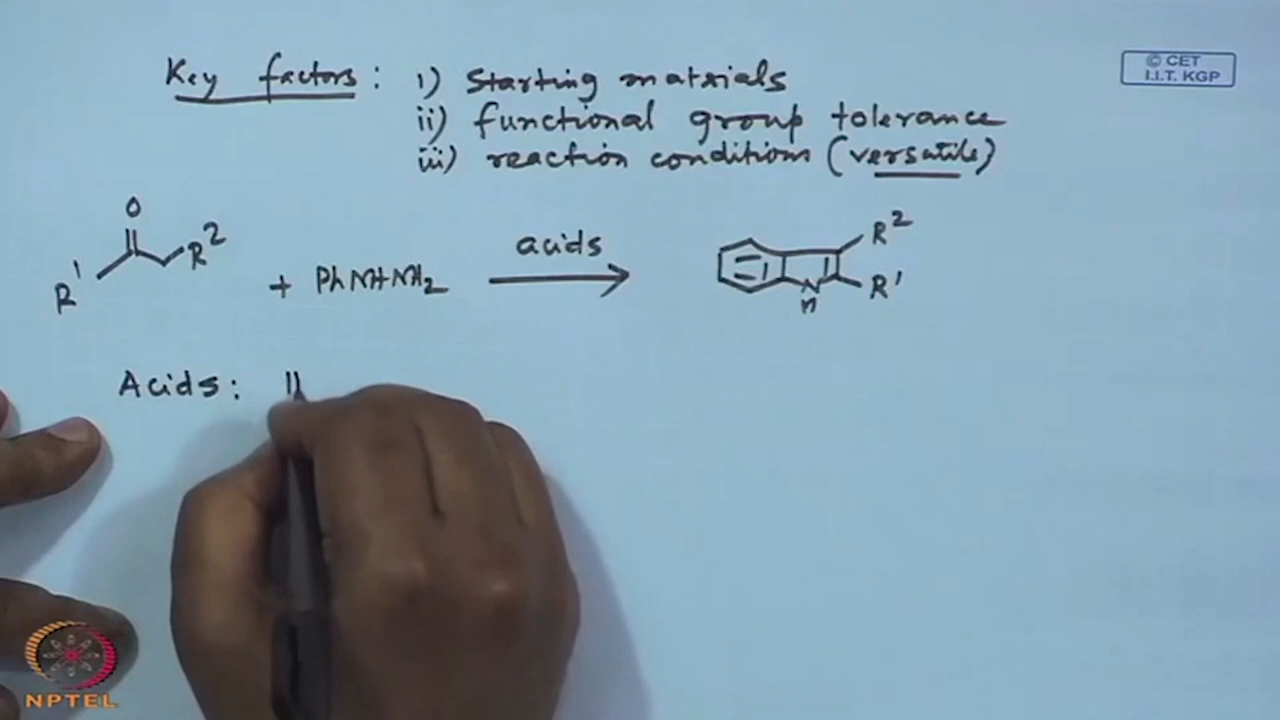 Key factors: i) Starting materials
© CET
I.I.T. KGP
ii) functional group tolerance
iii) reaction conditions (versatile)
O
R¹ R² + PhNHNH₂ acids R² R¹ N H
Acids:
NPTEL